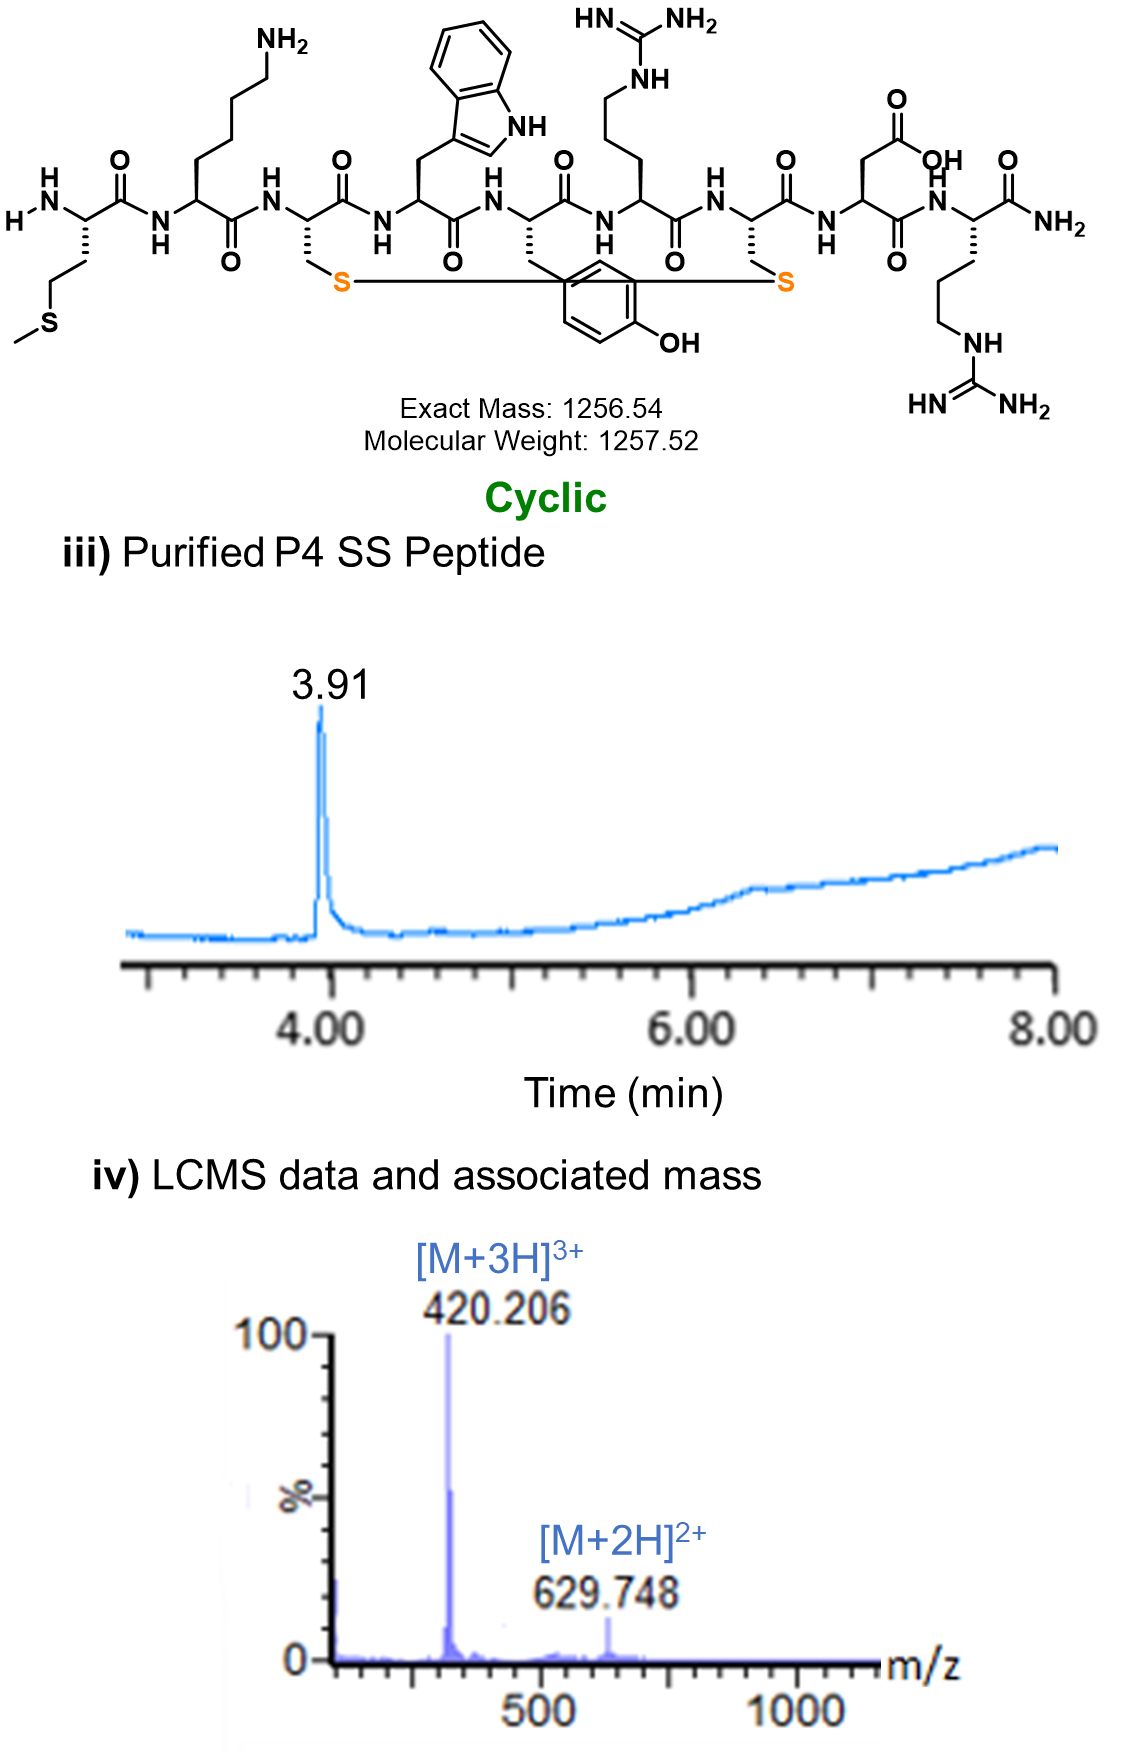 HN NH2
NH2 NH
NH O
O OH
H O H O H O H O H O
N N N N N
H N N N N NH2
H H H H
O O O O
S S
S OH NH
HN NH2
Exact Mass: 1256.54
Molecular Weight: 1257.52
Cyclic
iii) Purified P4 SS Peptide
3.91
4.00 6.00 8.00
Time (min)
iv) LCMS data and associated mass
[M+3H]3+
420.206
100
%
[M+2H]2+
629.748
0
m/z
500 1000